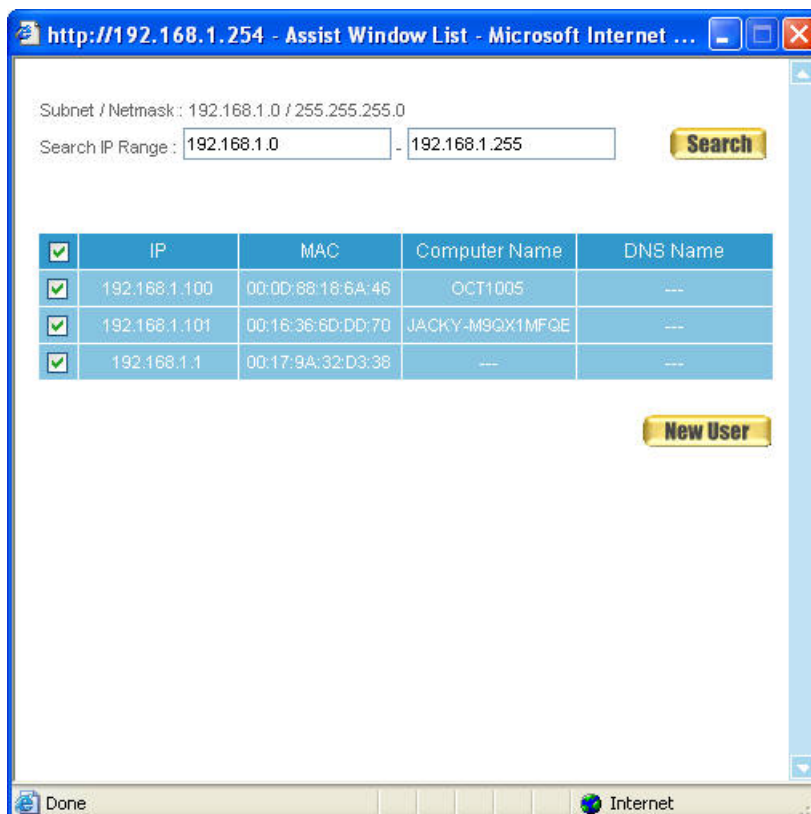 http://192.168.1.254 - Assist Window List - Microsoft Internet ...
Subnet / Netmask : 192.168.1.0 / 255.255.255.0
Search IP Range : 192.168.1.0 - 192.168.1.255 Search
IP MAC Computer Name DNS Name
192.168.1.100 00:0D:88:18:6A:46 OCT1005 ---
192.168.1.101 00:16:36:6D:DD:70 JACKY-M9QX1MFQE ---
192.168.1.1 00:17:9A:32:D3:38 --- ---
New User
Done Internet